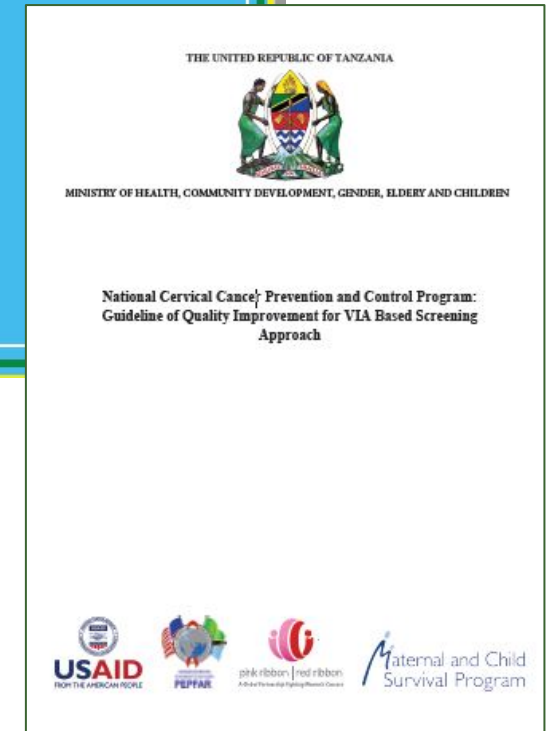 THE UNITED REPUBLIC OF TANZANIA
MINISTRY OF HEALTH, COMMUNITY DEVELOPMENT, GENDER, ELDERY AND CHILDREN
National Cervical Cancer Prevention and Control Program:
Guideline of Quality Improvement for VIA Based Screening
Approach
USAID
FROM THE AMERICAN PEOPLE
PEPFAR
pink ribbon | red ribbon
Maternal and Child
Survival Program